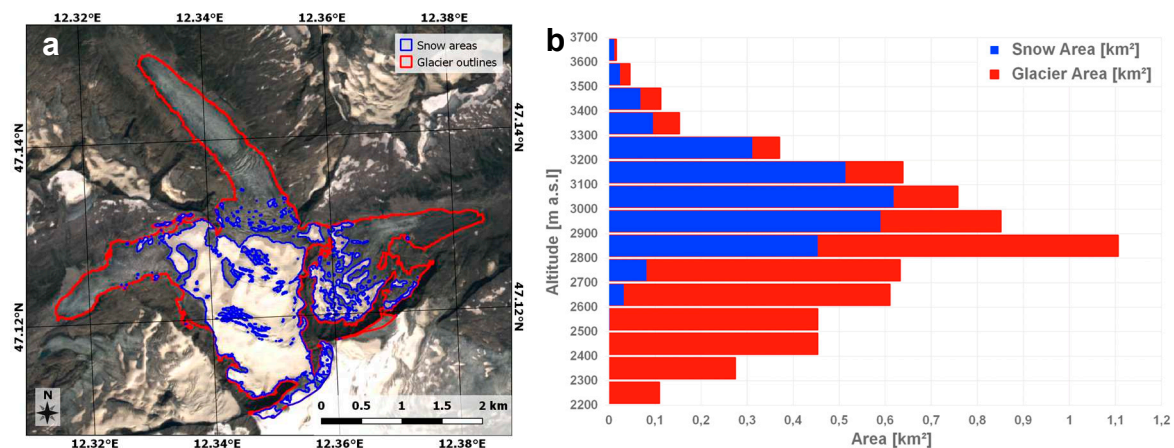 a
12.32°E
12.34°E
12.36°E
12.38°E
Snow areas
Glacier outlines
47.14°N
47.14°N
47.12°N
47.12°N
N
0 0.5 1 1.5 2 km
12.32°E
12.34°E
12.36°E
12.38°E
b
Snow Area [km²]
Glacier Area [km²]
Altitude [m a.s.l]
3700
3600
3500
3400
3300
3200
3100
3000
2900
2800
2700
2600
2500
2400
2300
2200
0 0,1 0,2 0,3 0,4 0,5 0,6 0,7 0,8 0,9 1 1,1 1,2
Area [km²]